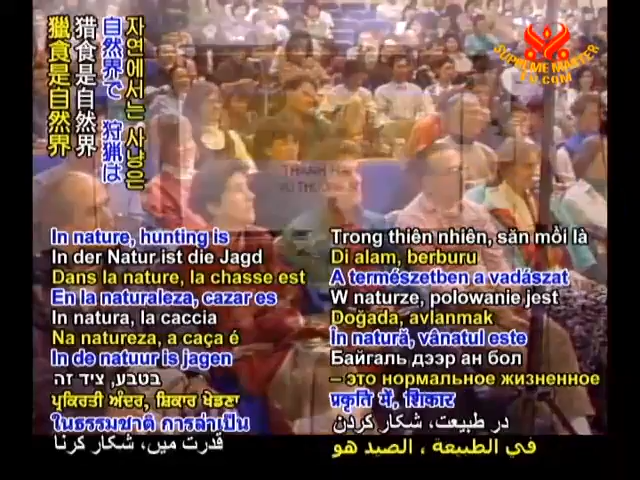 獵食是自然界
猎食是自然界
自然界で 狩猟は
자연에서는 사냥은
SUPREME MASTER
TV.COM
In nature, hunting is
In der Natur ist die Jagd
Dans la nature, la chasse est
En la naturaleza, cazar es
In natura, la caccia
Na natureza, a caça é
In de natuur is jagen
בטבע, ציד זה
ਪ੍ਰਕਿਰਤੀ ਅੰਦਰ, ਸ਼ਿਕਾਰ ਖੇਡਣਾ
ในธรรมชาติ การล่าเป็น
قدرت میں، شکار کرنا
Trong thiên nhiên, săn mồi là
Di alam, berburu
A természetben a vadászat
W naturze, polowanie jest
Doğada, avlanmak
În natură, vânatul este
Байгаль дээр ан бол
– это нормальное жизненное
प्रकृति में, शिकार
در طبیعت، شکار کردن
في الطبيعة ، الصيد هو